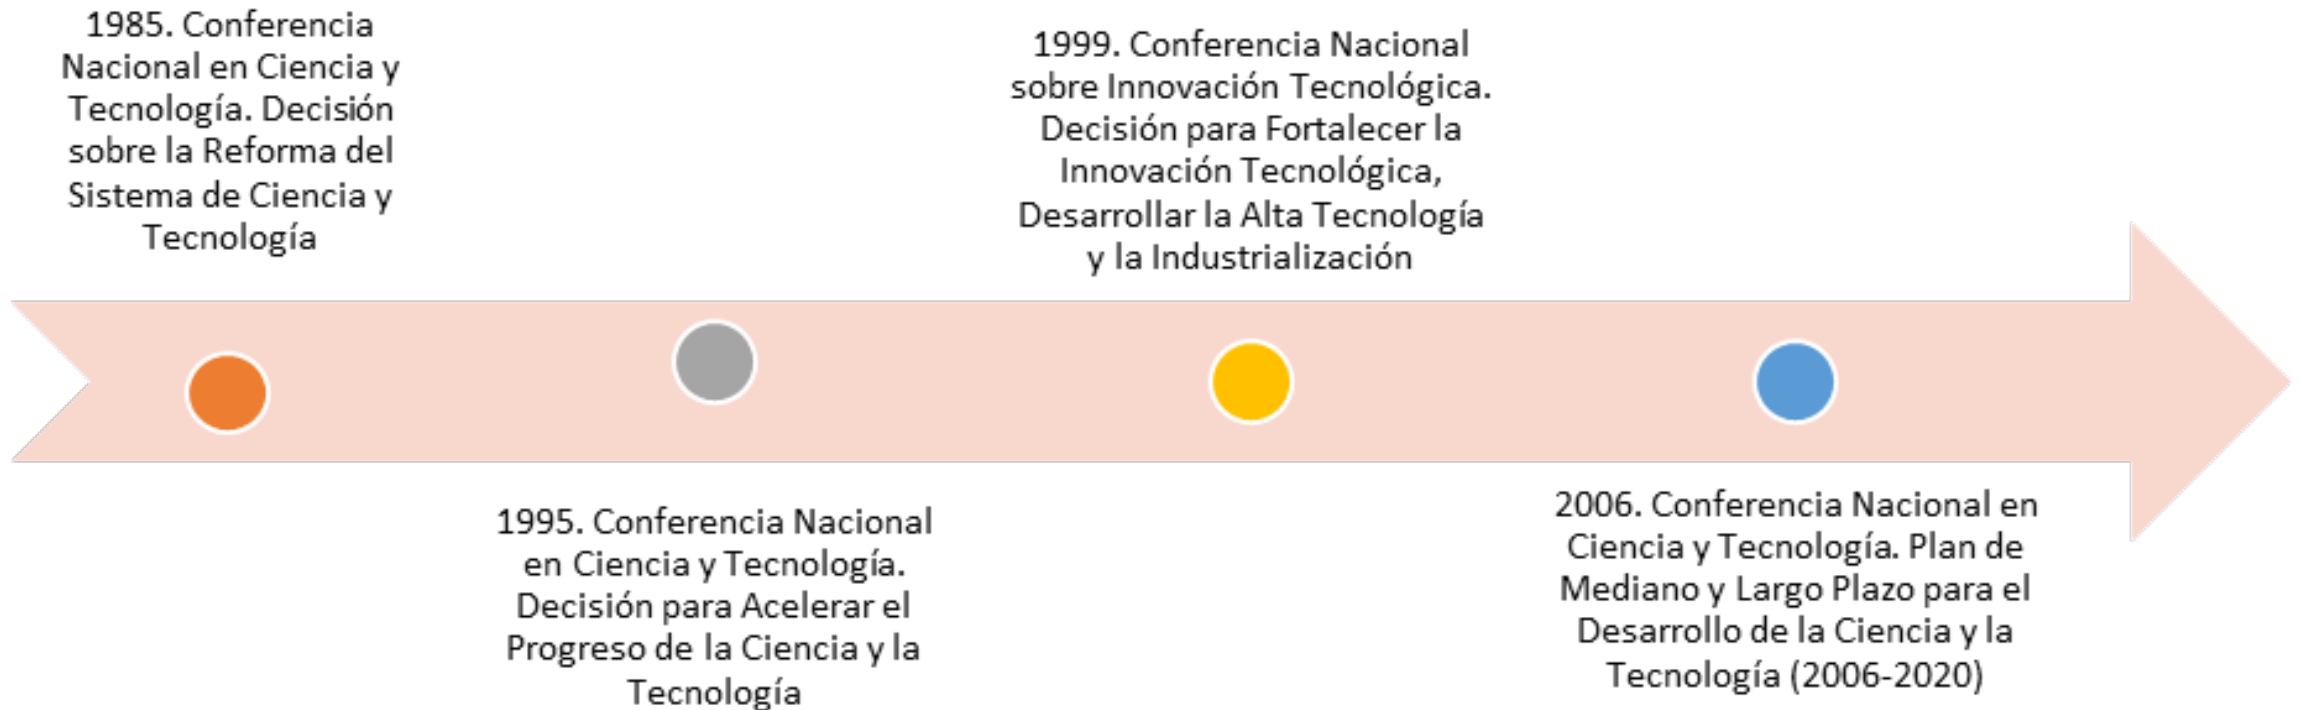 1985. Conferencia
Nacional en Ciencia y
Tecnología. Decisión
sobre la Reforma del
Sistema de Ciencia y
Tecnología
1995. Conferencia Nacional
en Ciencia y Tecnología.
Decisión para Acelerar el
Progreso de la Ciencia y la
Tecnología
1999. Conferencia Nacional
sobre Innovación Tecnológica.
Decisión para Fortalecer la
Innovación Tecnológica,
Desarrollar la Alta Tecnología
y la Industrialización
2006. Conferencia Nacional en
Ciencia y Tecnología. Plan de
Mediano y Largo Plazo para el
Desarrollo de la Ciencia y la
Tecnología (2006-2020)